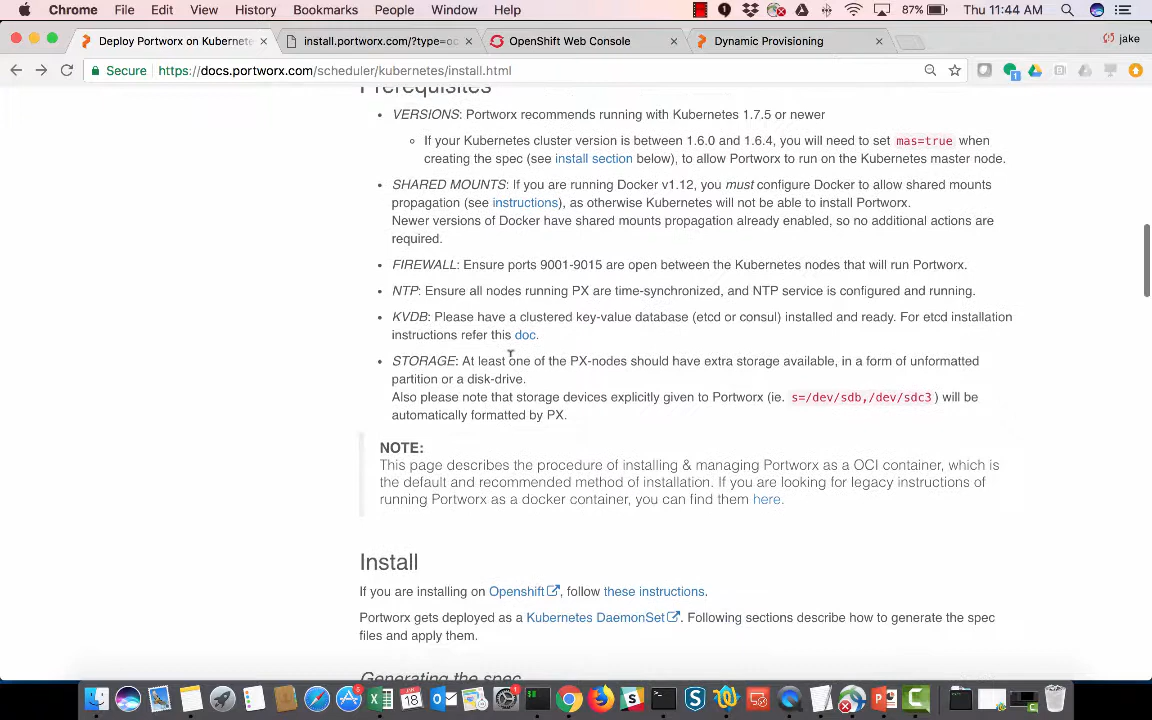 Chrome File Edit View History Bookmarks People Window Help 87% Thu 11:44 AM
Deploy Portworx on Kubernete install.portworx.com/?type=oc OpenShift Web Console Dynamic Provisioning jake
Secure https://docs.portworx.com/scheduler/kubernetes/install.html
Prerequisites
VERSIONS: Portworx recommends running with Kubernetes 1.7.5 or newer
If your Kubernetes cluster version is between 1.6.0 and 1.6.4, you will need to set mas=true when
creating the spec (see install section below), to allow Portworx to run on the Kubernetes master node.
SHARED MOUNTS: If you are running Docker v1.12, you must configure Docker to allow shared mounts
propagation (see instructions), as otherwise Kubernetes will not be able to install Portworx.
Newer versions of Docker have shared mounts propagation already enabled, so no additional actions are
required.
FIREWALL: Ensure ports 9001-9015 are open between the Kubernetes nodes that will run Portworx.
NTP: Ensure all nodes running PX are time-synchronized, and NTP service is configured and running.
KVDB: Please have a clustered key-value database (etcd or consul) installed and ready. For etcd installation
instructions refer this doc.
STORAGE: At least one of the PX-nodes should have extra storage available, in a form of unformatted
partition or a disk-drive.
Also please note that storage devices explicitly given to Portworx (ie. s=/dev/sdb,/dev/sdc3) will be
automatically formatted by PX.
NOTE:
This page describes the procedure of installing & managing Portworx as a OCI container, which is
the default and recommended method of installation. If you are looking for legacy instructions of
running Portworx as a docker container, you can find them here.
Install
If you are installing on Openshift, follow these instructions.
Portworx gets deployed as a Kubernetes DaemonSet. Following sections describe how to generate the spec
files and apply them.
Generating the spec
18